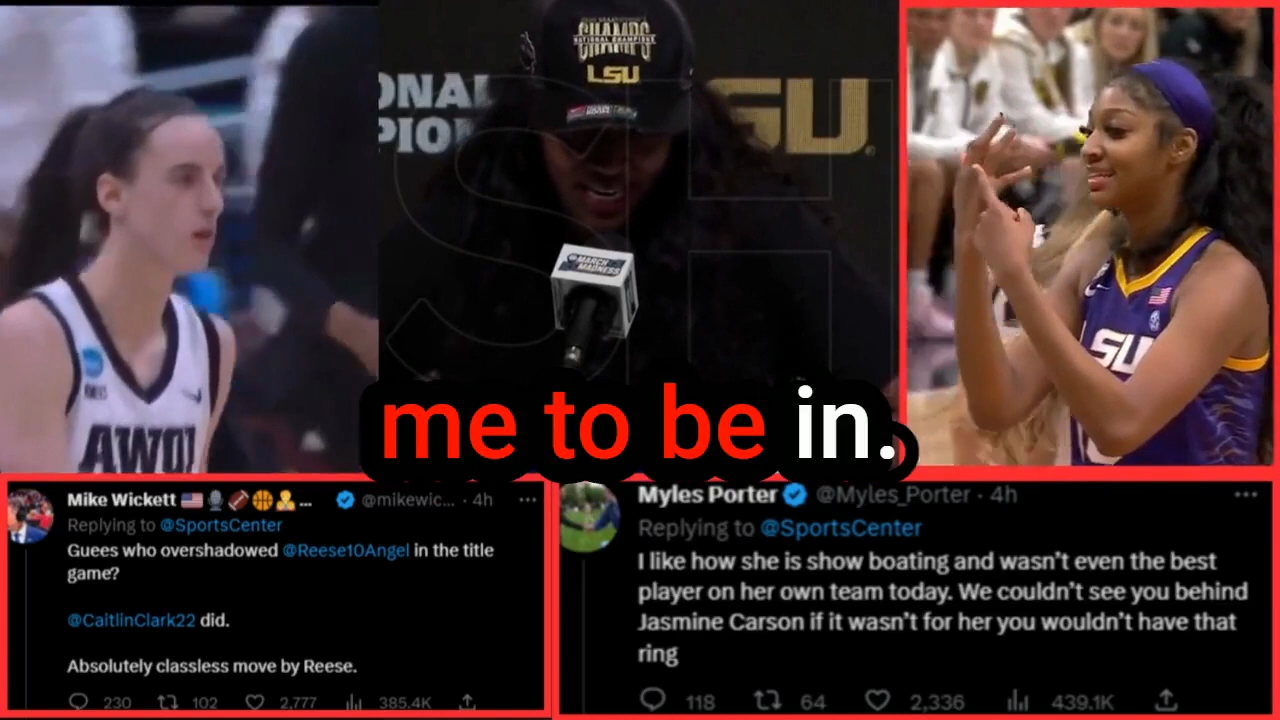 CHAMPS
NATIONAL CHAMPIONS
LSU
ONAL
PION
SU
MARCH
MADNESS
LSU
AWOI
me to be in.
Mike Wickett ... @mikewic... · 4h ...
Replying to @SportsCenter
Guees who overshadowed @Reese10Angel in the title
game?
@CaitlinClark22 did.
Absolutely classless move by Reese.
230 102 2,777 385.4K
Myles Porter @Myles_Porter · 4h ...
Replying to @SportsCenter
I like how she is show boating and wasn't even the best
player on her own team today. We couldn't see you behind
Jasmine Carson if it wasn't for her you wouldn't have that
ring
118 64 2,336 439.1K